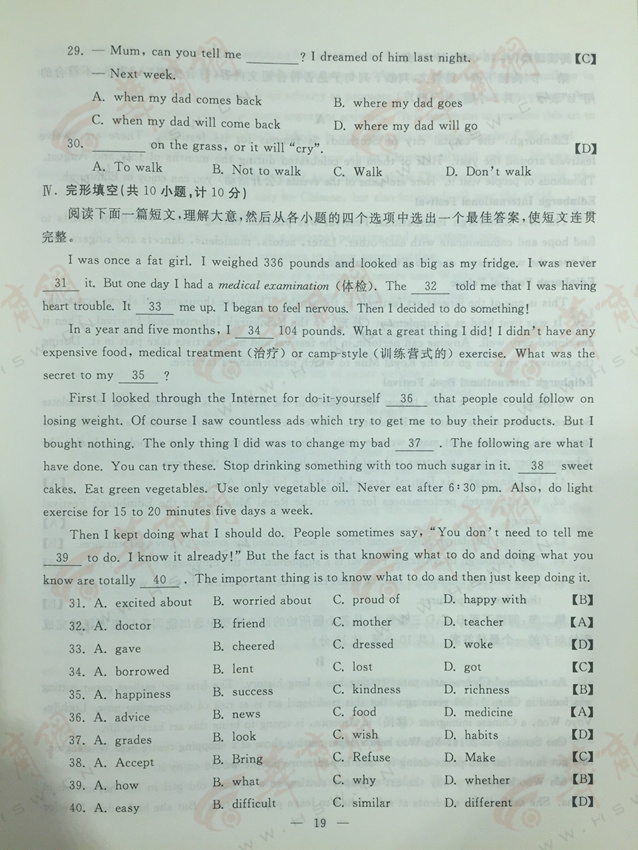 29. — Mum, can you tell me ________? I dreamed of him last night. 【C】
— Next week.
A. when my dad comes back B. where my dad goes
C. when my dad will come back D. where my dad will go
30. ________ on the grass, or it will “cry”. 【D】
A. To walk B. Not to walk C. Walk D. Don't walk
Ⅳ. 完形填空(共 10 小题,计 10 分)
阅读下面一篇短文,理解大意,然后从各小题的四个选项中选出一个最佳答案,使短文连贯
完整。
I was once a fat girl. I weighed 336 pounds and looked as big as my fridge. I was never
31 it. But one day I had a medical examination (体检). The 32 told me that I was having
heart trouble. It 33 me up. I began to feel nervous. Then I decided to do something!
In a year and five months, I 34 104 pounds. What a great thing I did! I didn't have any
expensive food, medical treatment (治疗) or camp-style (训练营式的) exercise. What was the
secret to my 35 ?
First I looked through the Internet for do-it-yourself 36 that people could follow on
losing weight. Of course I saw countless ads which try to get me to buy their products. But I
bought nothing. The only thing I did was to change my bad 37 . The following are what I
have done. You can try these. Stop drinking something with too much sugar in it. 38 sweet
cakes. Eat green vegetables. Use only vegetable oil. Never eat after 6:30 pm. Also, do light
exercise for 15 to 20 minutes five days a week.
Then I kept doing what I should do. People sometimes say, “You don't need to tell me
39 to do. I know it already!” But the fact is that knowing what to do and doing what you
know are totally 40 . The important thing is to know what to do and then just keep doing it.
31. A. excited about B. worried about C. proud of D. happy with 【B】
32. A. doctor B. friend C. mother D. teacher 【A】
33. A. gave B. cheered C. dressed D. woke 【D】
34. A. borrowed B. lent C. lost D. got 【C】
35. A. happiness B. success C. kindness D. richness 【B】
36. A. advice B. news C. food D. medicine 【A】
37. A. grades B. look C. wish D. habits 【D】
38. A. Accept B. Bring C. Refuse D. Make 【C】
39. A. how B. what C. why D. whether 【B】
40. A. easy B. difficult C. similar D. different 【D】
— 19 —